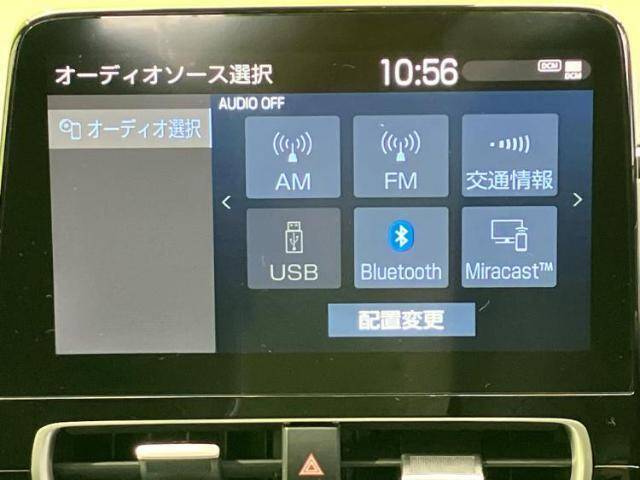 オーディオソース選択 10:56 DCM
DCM
オーディオ選択
AUDIO OFF
AM FM 交通情報
USB Bluetooth Miracast™
配置変更